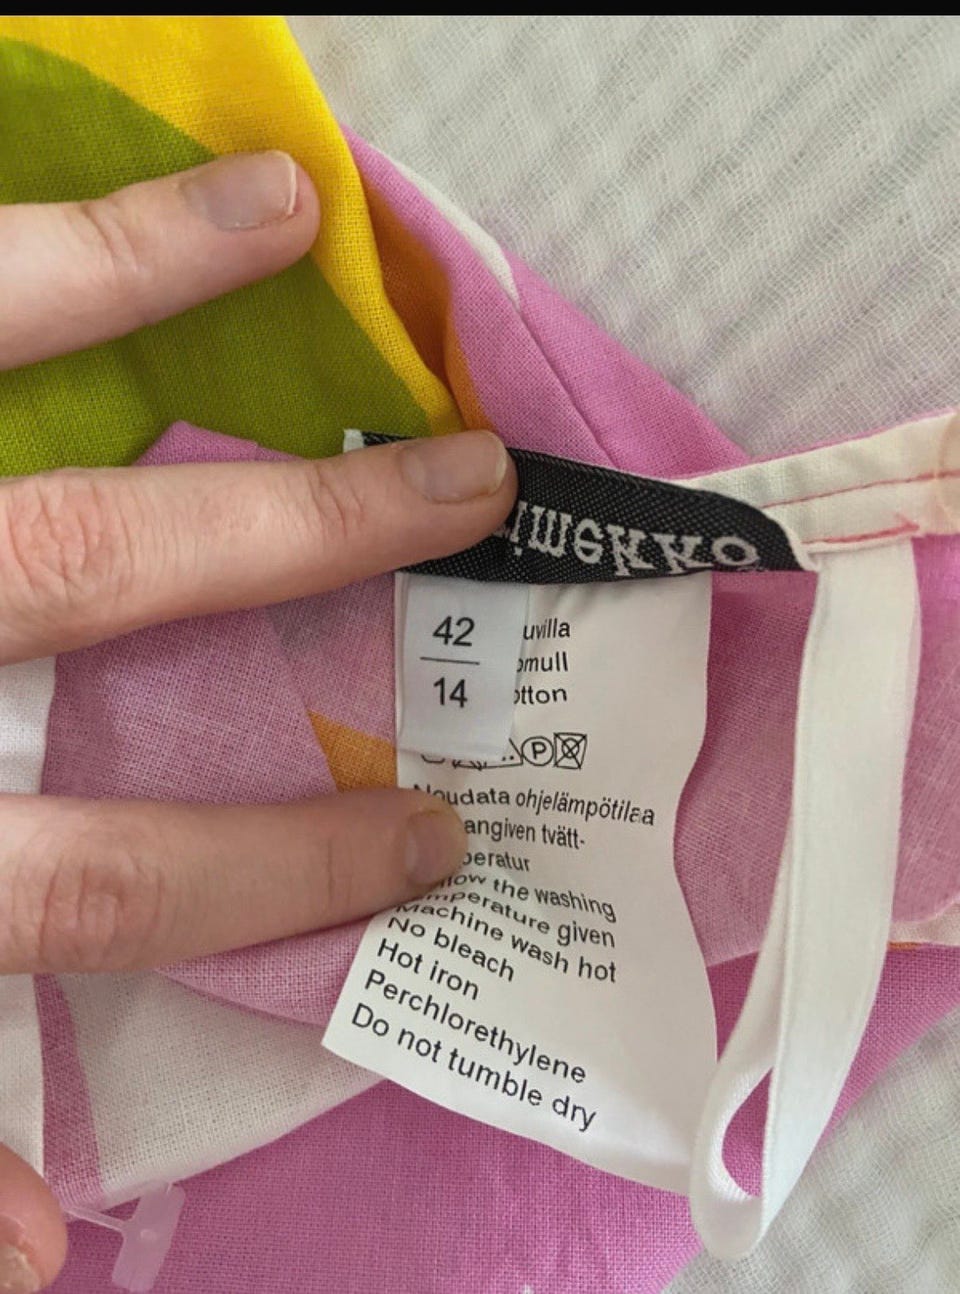 rimekko
42
14
uvilla
omull
otton
P
Noudata ohjelämpötilaa
angiven tvätt-
peratur
low the washing
mperature given
Machine wash hot
No bleach
Hot iron
Perchlorethylene
Do not tumble dry